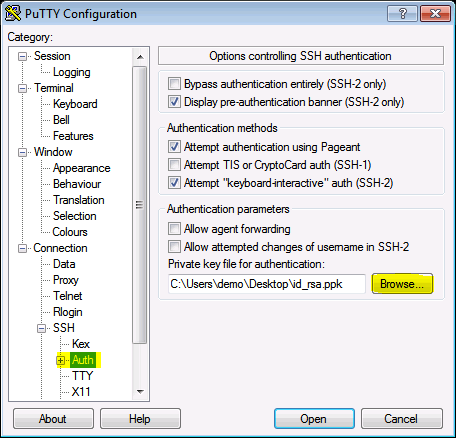 PuTTY Configuration
Category:
Session
Logging
Terminal
Keyboard
Bell
Features
Window
Appearance
Behaviour
Translation
Selection
Colours
Connection
Data
Proxy
Telnet
Rlogin
SSH
Kex
Auth
TTY
X11
Options controlling SSH authentication
Bypass authentication entirely (SSH-2 only)
Display pre-authentication banner (SSH-2 only)
Authentication methods
Attempt authentication using Pageant
Attempt TIS or CryptoCard auth (SSH-1)
Attempt "keyboard-interactive" auth (SSH-2)
Authentication parameters
Allow agent forwarding
Allow attempted changes of username in SSH-2
Private key file for authentication:
C:\Users\demo\Desktop\id_rsa.ppk
Browse...
About
Help
Open
Cancel